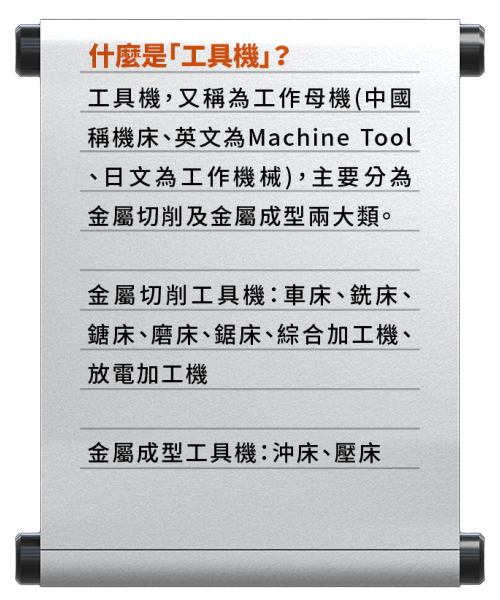 什麼是「工具機」？
工具機，又稱為工作母機(中國
稱機床、英文為Machine Tool
、日文為工作機械)，主要分為
金屬切削及金屬成型兩大類。
金屬切削工具機：車床、銑床、
鏜床、磨床、鋸床、綜合加工機、
放電加工機
金屬成型工具機：沖床、壓床